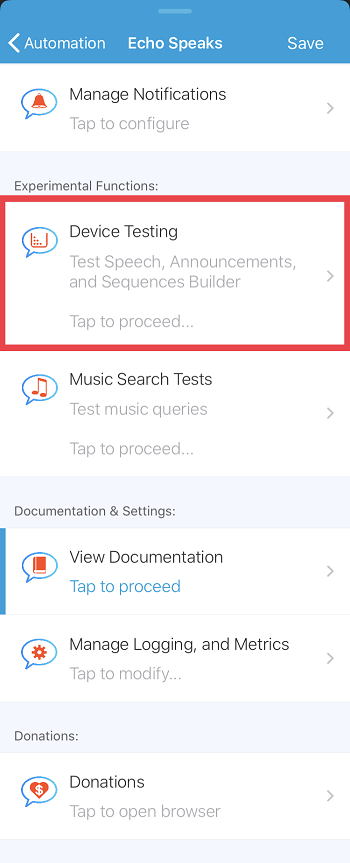 Automation Echo Speaks Save
Manage Notifications
Tap to configure
Experimental Functions:
Device Testing
Test Speech, Announcements,
and Sequences Builder
Tap to proceed...
Music Search Tests
Test music queries
Tap to proceed...
Documentation & Settings:
View Documentation
Tap to proceed
Manage Logging, and Metrics
Tap to modify...
Donations:
Donations
Tap to open browser